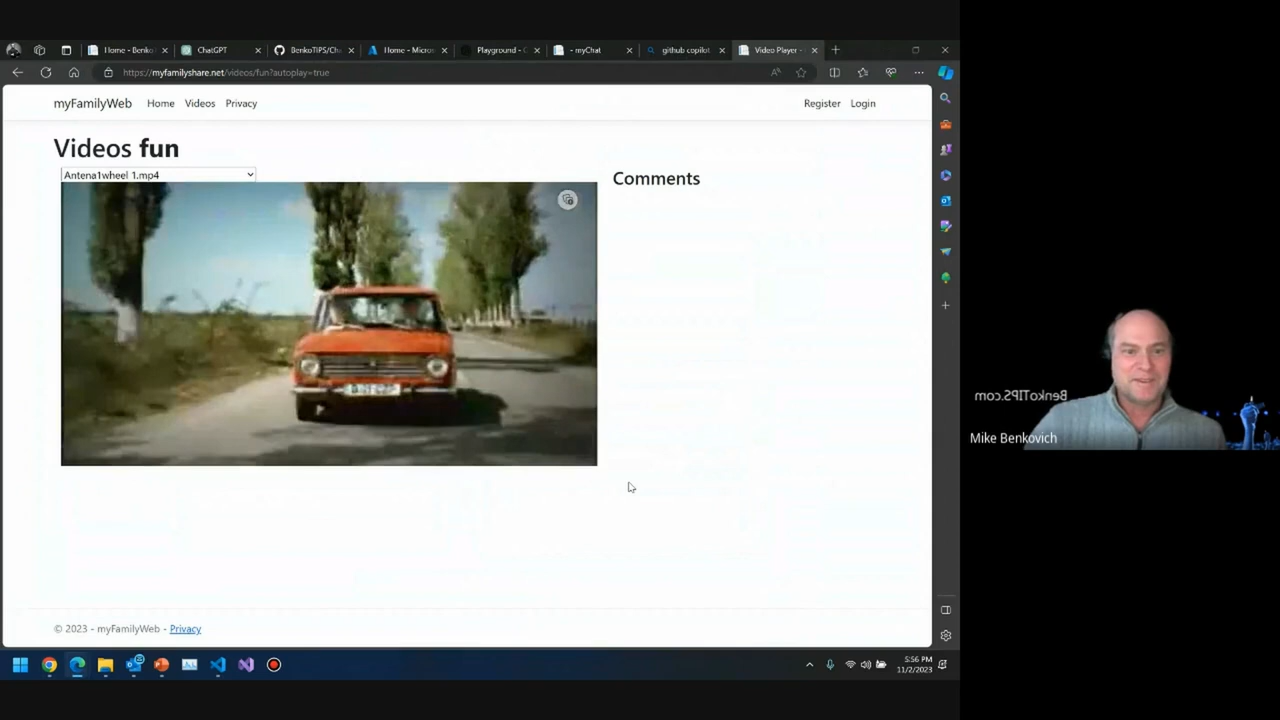 Home - Benko
ChatGPT
BenkoTIPS/Ch
Home - Micros
Playground - 
- myChat
github copilot
Video Player -
https://myfamilyshare.net/videos/fun?autoplay=true
myFamilyWeb
Home
Videos
Privacy
Register
Login
Videos fun
Antena1wheel 1.mp4
Comments
BenkoTIPS.com
Mike Benkovich
© 2023 - myFamilyWeb - Privacy
5:56 PM
11/2/2023